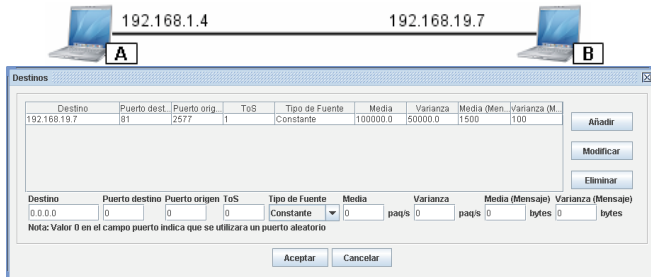 192.168.1.4 192.168.19.7
A B
Destinos
Destino Puerto dest... Puerto orig... ToS Tipo de Fuente Media Varianza Media (Men... Varianza (M...
192.168.19.7 81 2577 1 Constante 100000.0 50000.0 1500 100
Añadir
Modificar
Eliminar
Destino Puerto destino Puerto origen ToS Tipo de Fuente Media Varianza Media (Mensaje) Varianza (Mensaje)
0.0.0.0 0 0 0 Constante 0 paq/s 0 paq/s 0 bytes 0 bytes
Nota: Valor 0 en el campo puerto indica que se utilizara un puerto aleatorio
Aceptar Cancelar